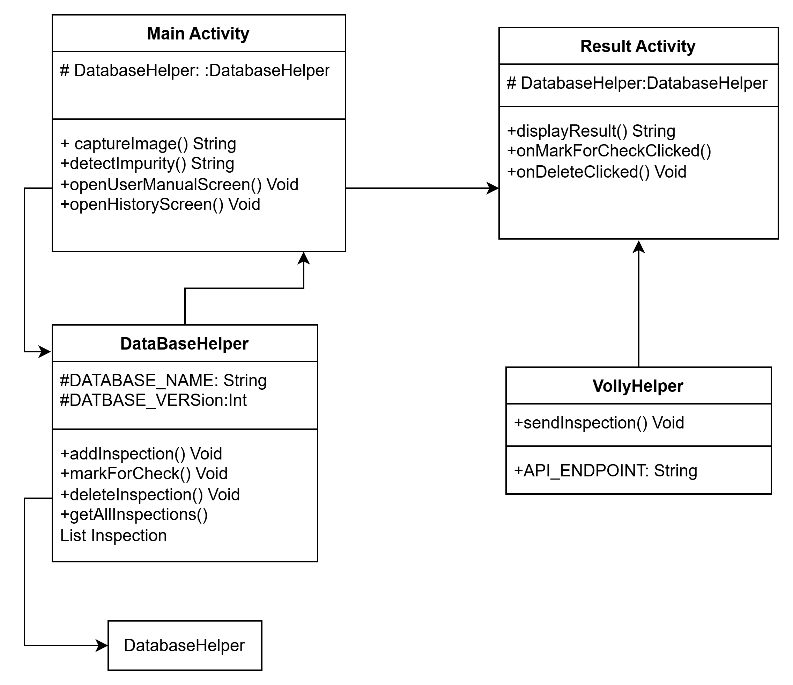 Main Activity
# DatabaseHelper: :DatabaseHelper
+ captureImage() String
+detectImpurity() String
+openUserManualScreen() Void
+openHistoryScreen() Void
Result Activity
# DatabaseHelper:DatabaseHelper
+displayResult() String
+onMarkForCheckClicked()
+onDeleteClicked() Void
DataBaseHelper
#DATABASE_NAME: String
#DATBASE_VERSion:Int
+addInspection() Void
+markForCheck() Void
+deleteInspection() Void
+getAllInspections()
List Inspection
VollyHelper
+sendInspection() Void
+API_ENDPOINT: String
DatabaseHelper